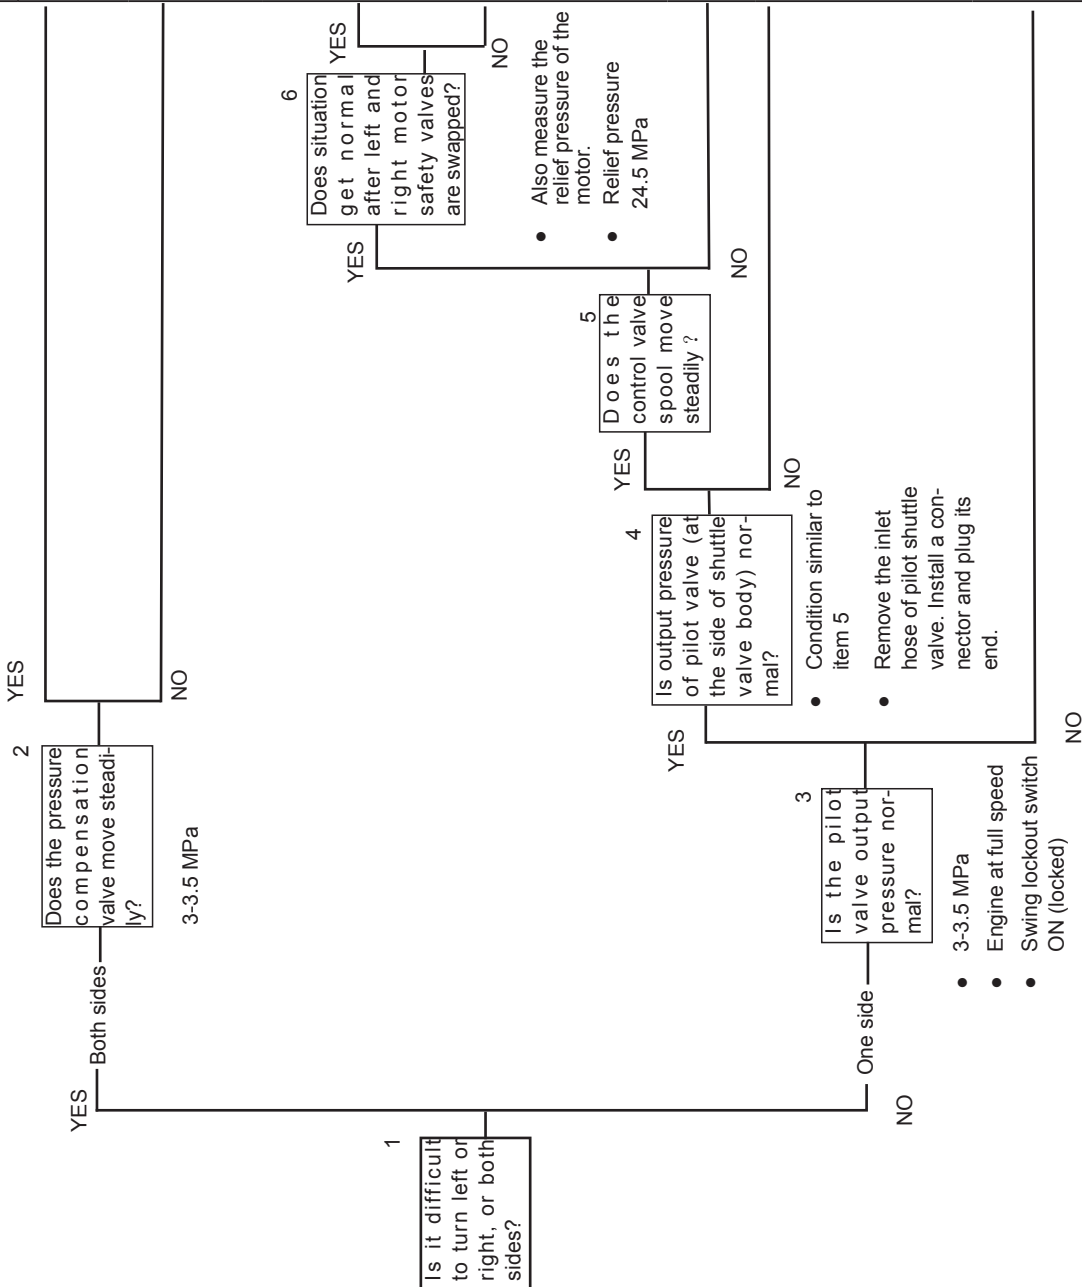 1
Is it difficult
to turn left or
right, or both
sides?
YES
Both sides
2
Does the pressure
compensation
valve move steadi-
ly?
3-3.5 MPa
YES
NO
NO
One side
3
Is the pilot
valve output
pressure nor-
mal?
• 3-3.5 MPa
• Engine at full speed
• Swing lockout switch
ON (locked)
YES
NO
4
Is output pressure
of pilot valve (at
the side of shuttle
valve body) nor-
mal?
• Condition similar to
item 5
• Remove the inlet
hose of pilot shuttle
valve. Install a con-
nector and plug its
end.
YES
NO
5
Does the
control valve
spool move
steadily ?
YES
NO
6
Does situation
get normal
after left and
right motor
safety valves
are swapped?
• Also measure the
relief pressure of the
motor.
• Relief pressure
24.5 MPa
YES
NO